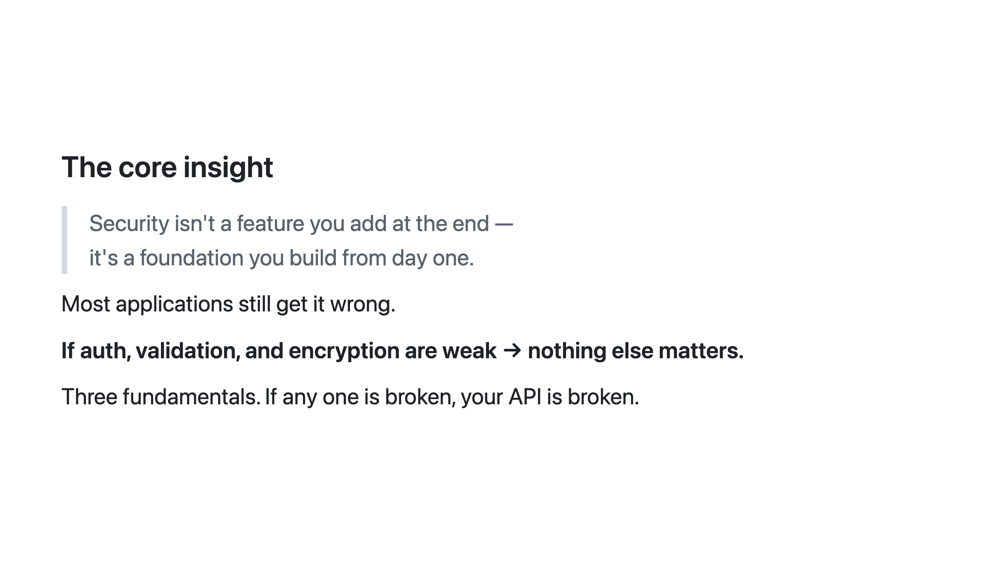 The core insight
Security isn't a feature you add at the end —
it's a foundation you build from day one.
Most applications still get it wrong.
If auth, validation, and encryption are weak → nothing else matters.
Three fundamentals. If any one is broken, your API is broken.